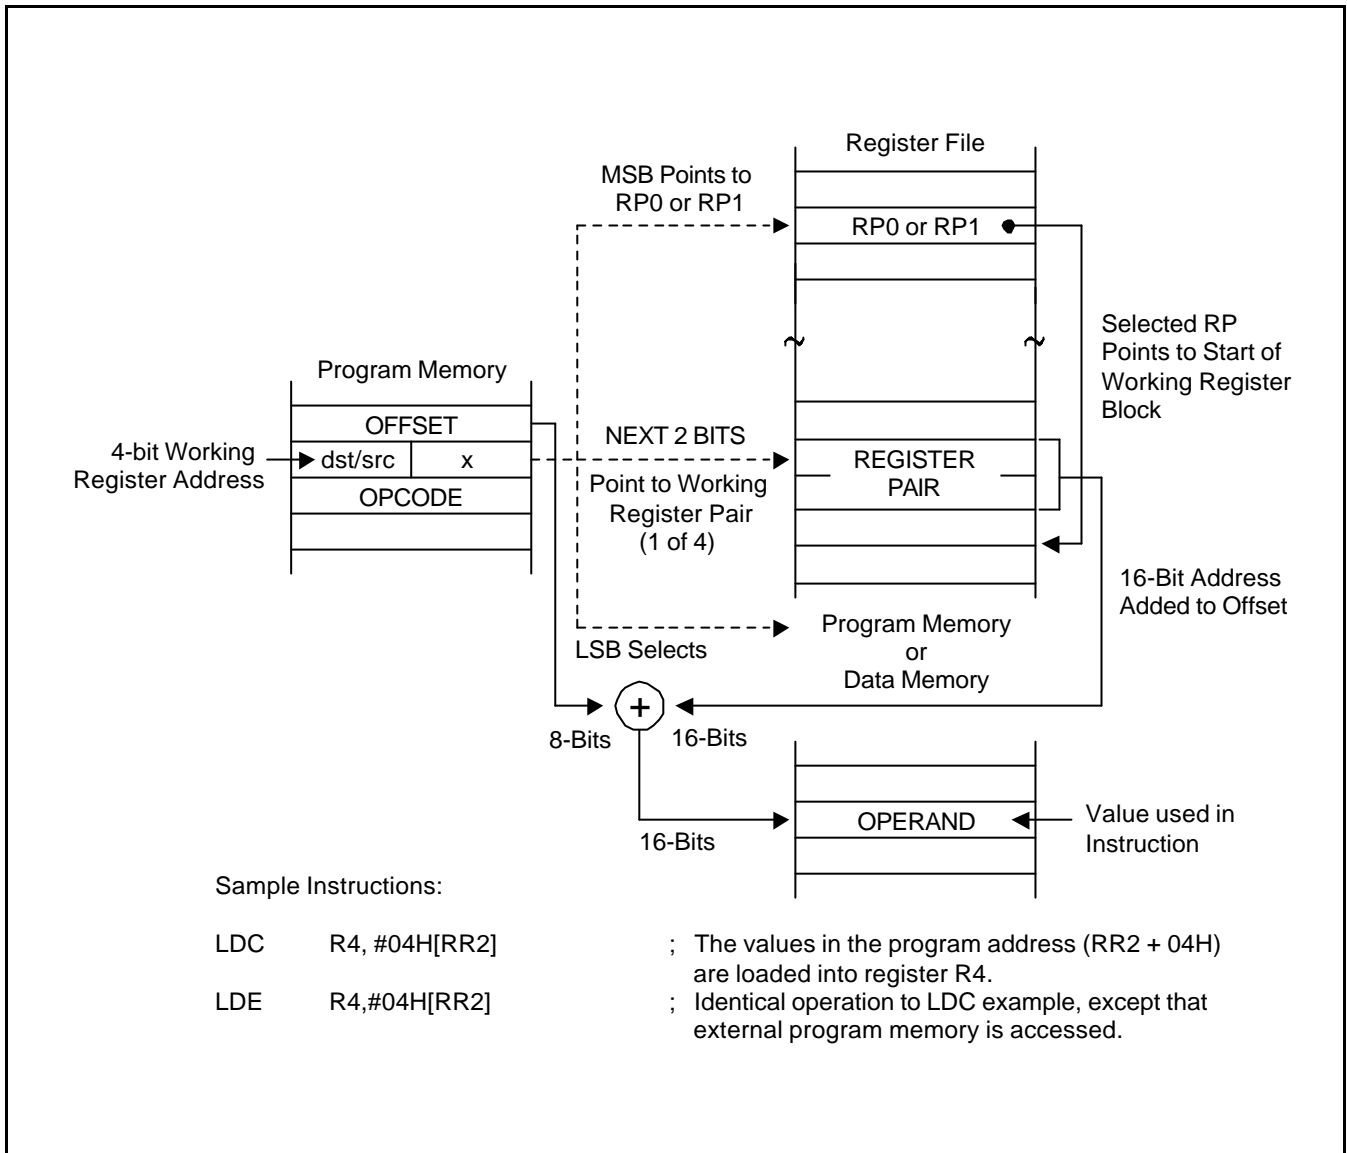 Register File
MSB Points to
RP0 or RP1
RP0 or RP1
Selected RP
Points to Start of
Working Register
Block
Program Memory
OFFSET
4-bit Working
Register Address
dst/src
x
OPCODE
NEXT 2 BITS
Point to Working
Register Pair
(1 of 4)
REGISTER
PAIR
16-Bit Address
Added to Offset
LSB Selects
Program Memory
or
Data Memory
+
8-Bits
16-Bits
16-Bits
OPERAND
Value used in
Instruction
Sample Instructions:
LDC R4, #04H[RR2] ; The values in the program address (RR2 + 04H)
are loaded into register R4.
LDE R4,#04H[RR2] ; Identical operation to LDC example, except that
external program memory is accessed.